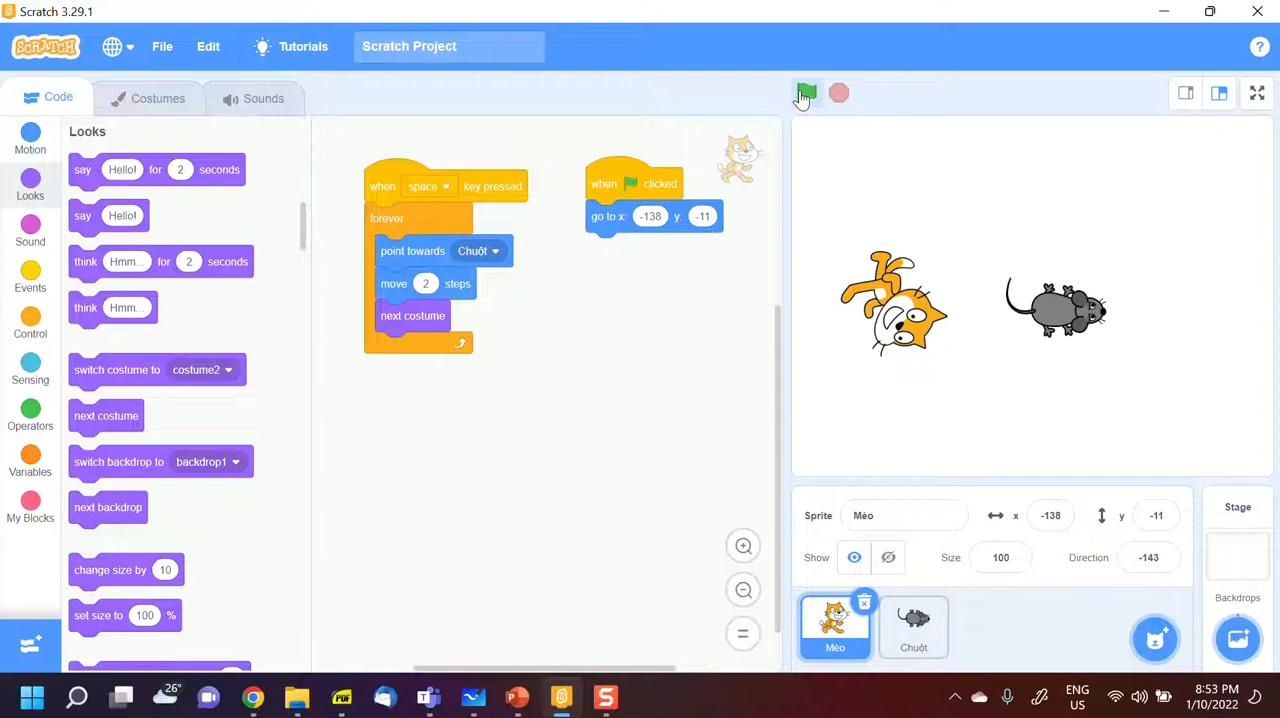 Scratch 3.29.1
SCRATCH File Edit Tutorials Scratch Project ?
Code Costumes Sounds
Motion
Looks
Sound
Events
Control
Sensing
Operators
Variables
My Blocks
Looks
say Hello! for 2 seconds
say Hello!
think Hmm... for 2 seconds
think Hmm...
switch costume to costume2
next costume
switch backdrop to backdrop1
next backdrop
change size by 10
set size to 100 %
when space key pressed
forever
point towards Chuột
move 2 steps
next costume
when clicked
go to x: -138 y: -11
Sprite Mèo x -138 y -11
Show Size 100 Direction -143
Mèo
Chuột
Stage
Backdrops
26°
PDF
ENG
US
8:53 PM
1/10/2022